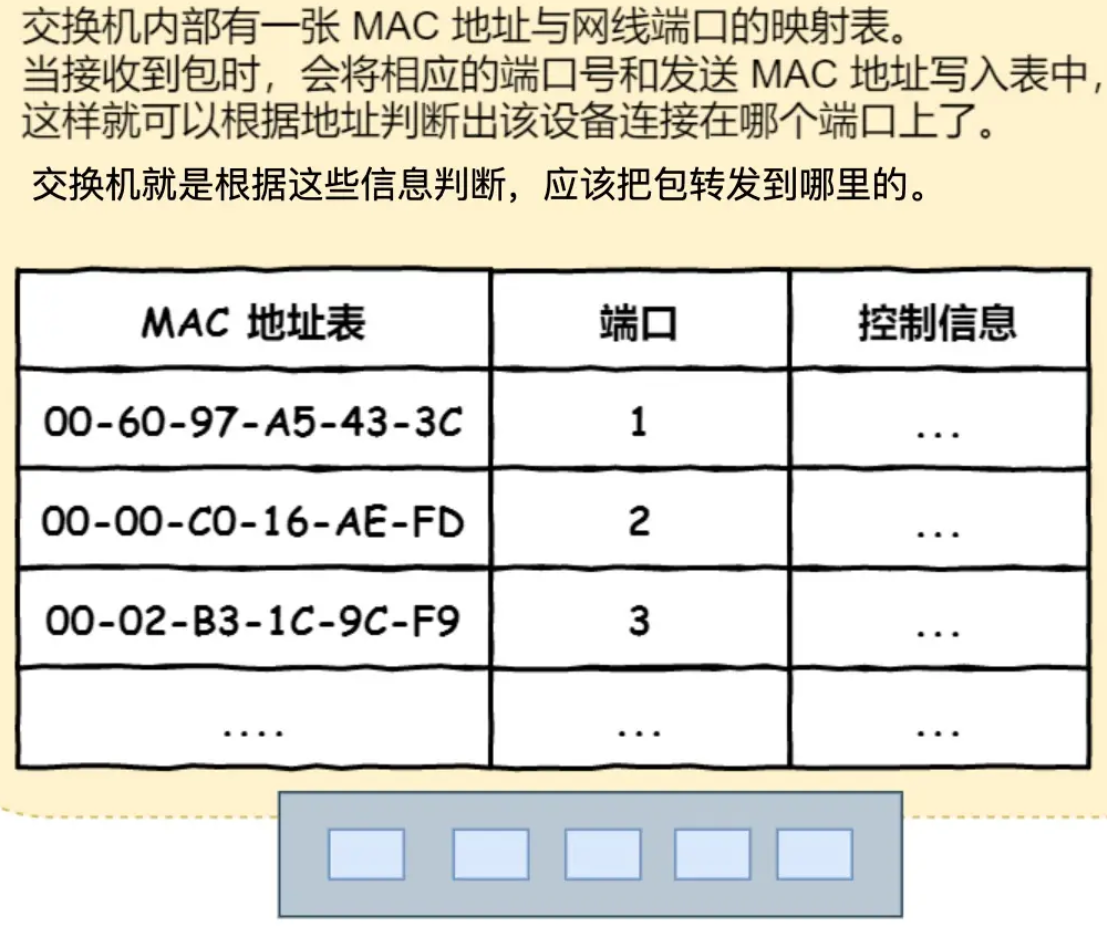 交换机内部有一张 MAC 地址与网线端口的映射表。
当接收到包时，会将相应的端口号和发送 MAC 地址写入表中，
这样就可以根据地址判断出该设备连接在哪个端口上了。
交换机就是根据这些信息判断，应该把包转发到哪里的。
MAC 地址表 端口 控制信息
00-60-97-A5-43-3C 1 ...
00-00-C0-16-AE-FD 2 ...
00-02-B3-1C-9C-F9 3 ...
.... ... ...